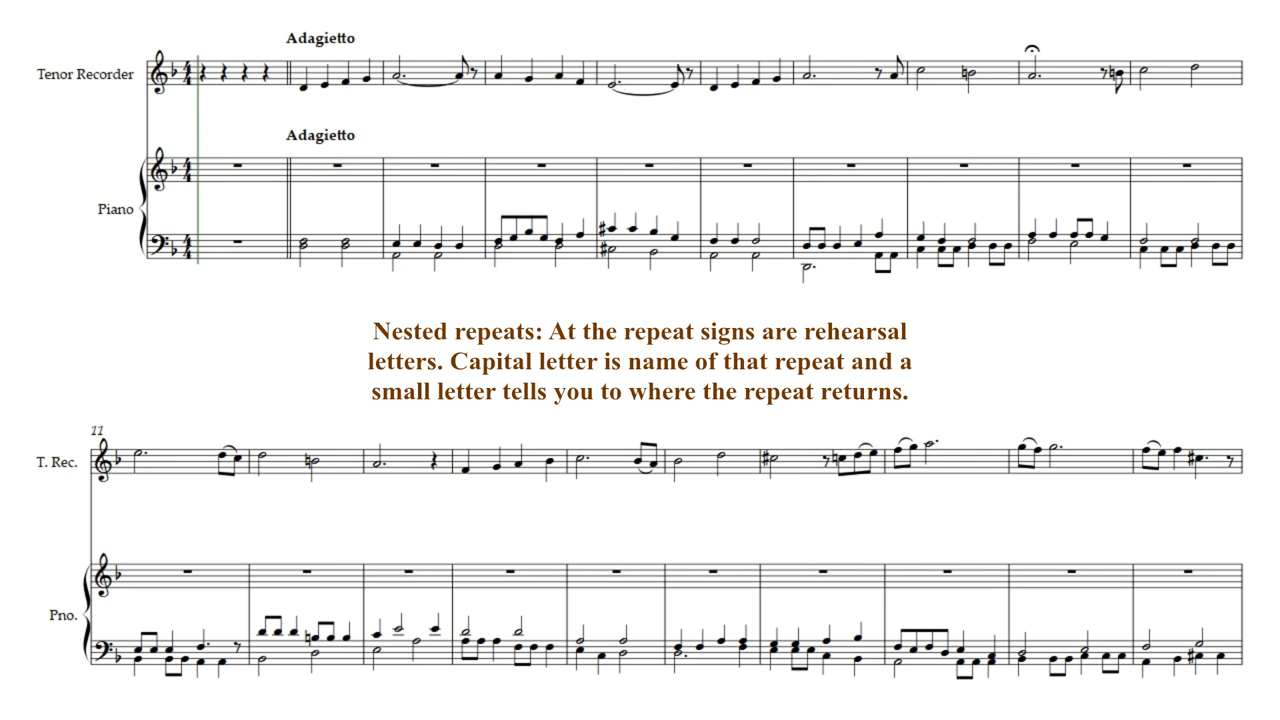 Adagietto
Tenor Recorder
Adagietto
Piano
Nested repeats: At the repeat signs are rehearsal
letters. Capital letter is name of that repeat and a
small letter tells you to where the repeat returns.
11
T. Rec.
Pno.